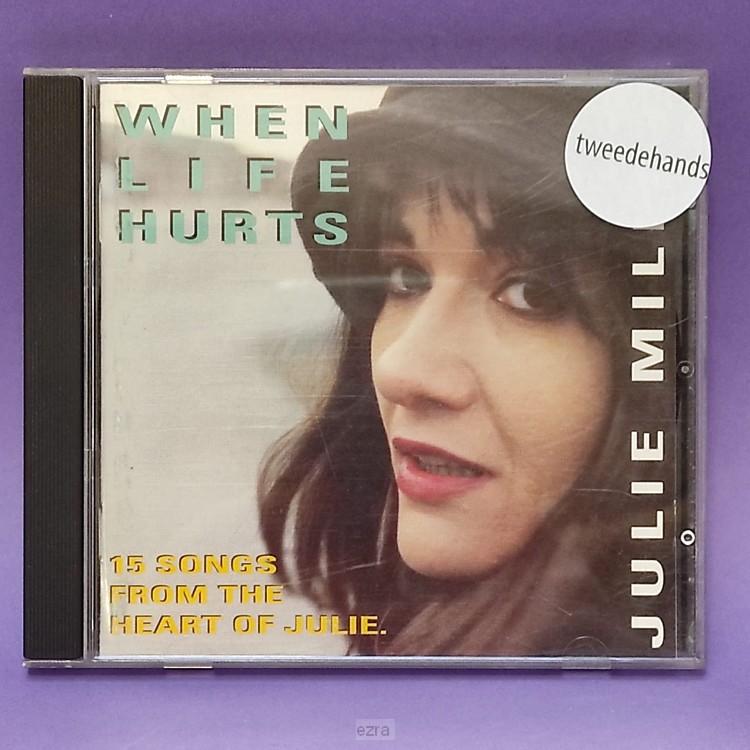 WHEN
LIFE
HURTS
tweedehands
JULIE MIL
15 SONGS
FROM THE
HEART OF JULIE.
ezra